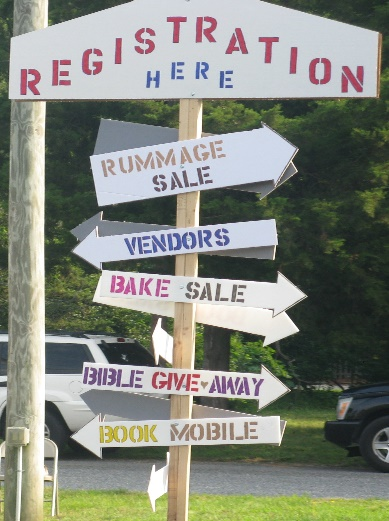 REGISTRATION
HERE
RUMMAGE
SALE
VENDORS
BAKE SALE
BIBLE GIVE♥AWAY
BOOK MOBILE